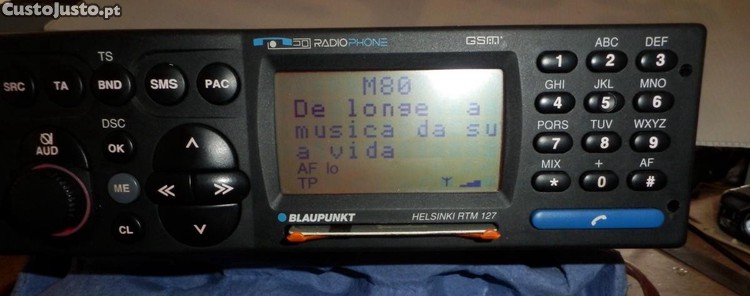 CustoJusto.pt
RADIOPHONE
GSM
TS
SRC TA BND SMS PAC
DSC
AUD OK
ME
CL
M80
De longe a
musica da su
a vida
AF lo
TP
BLAUPUNKT
HELSINKI RTM 127
ABC DEF
1 2 3
GHI JKL MNO
4 5 6
PQRS TUV WXYZ
7 8 9
MIX + AF
* 0 #